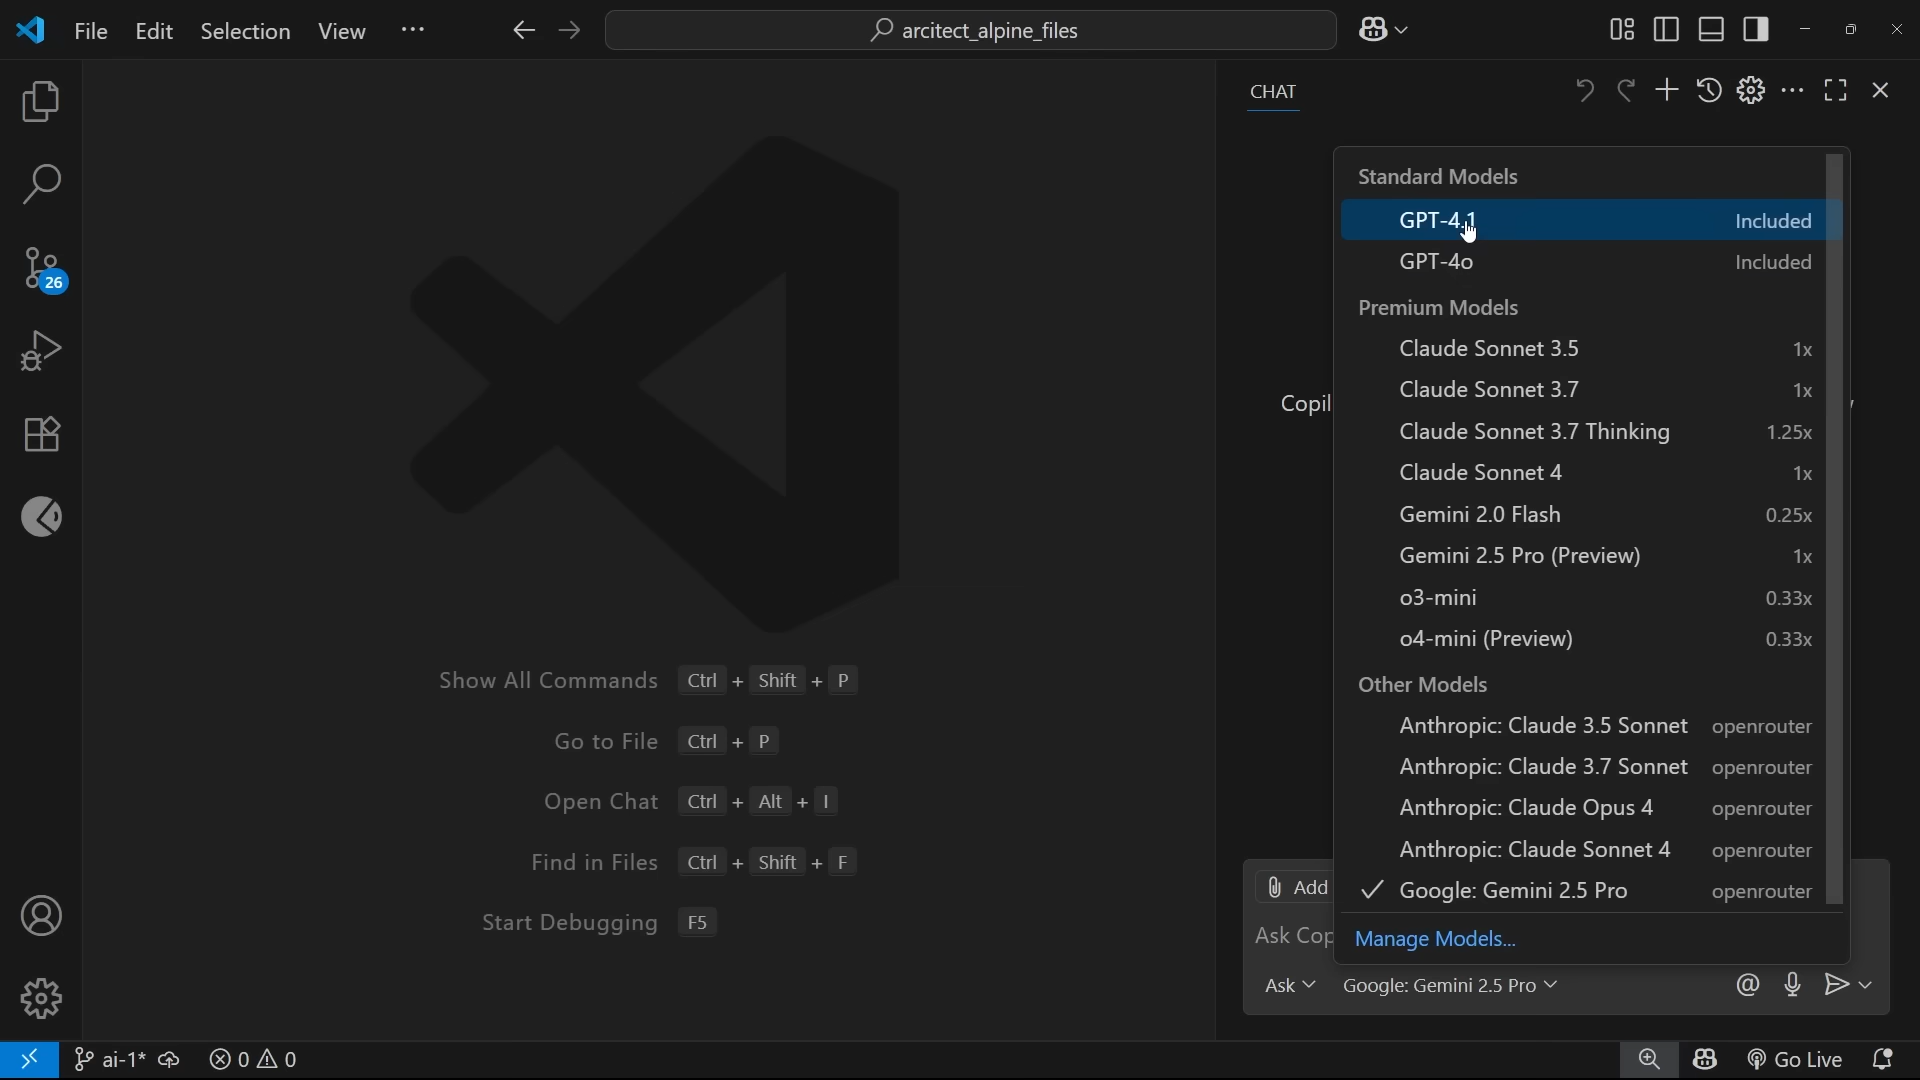 File Edit Selection View ···
arcitect_alpine_files
CHAT
Standard Models
GPT-4.1 Included
GPT-4o Included
Premium Models
Claude Sonnet 3.5 1x
Claude Sonnet 3.7 1x
Claude Sonnet 3.7 Thinking 1.25x
Claude Sonnet 4 1x
Gemini 2.0 Flash 0.25x
Gemini 2.5 Pro (Preview) 1x
o3-mini 0.33x
o4-mini (Preview) 0.33x
Other Models
Anthropic: Claude 3.5 Sonnet openrouter
Anthropic: Claude 3.7 Sonnet openrouter
Anthropic: Claude Opus 4 openrouter
Anthropic: Claude Sonnet 4 openrouter
Google: Gemini 2.5 Pro openrouter
Manage Models...
Copil
26
Show All Commands Ctrl + Shift + P
Go to File Ctrl + P
Open Chat Ctrl + Alt + I
Find in Files Ctrl + Shift + F
Start Debugging F5
Add
Ask Cop
Ask Google: Gemini 2.5 Pro @
ai-1* 0 0 Go Live